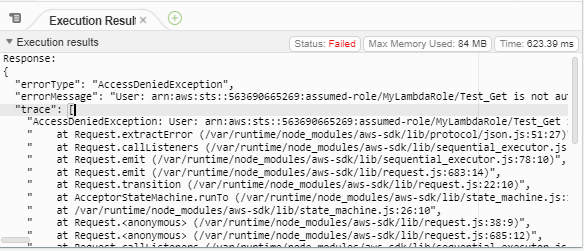 Execution Result
Execution results
Status: Failed
Max Memory Used: 84 MB
Time: 623.39 ms
Response:
{
"errorType": "AccessDeniedException",
"errorMessage": "User: arn:aws:sts::563690665269:assumed-role/MyLambdaRole/Test_Get is not aut
"trace": [
"AccessDeniedException: User: arn:aws:sts::563690665269:assumed-role/MyLambdaRole/Test_Get
"    at Request.extractError (/var/runtime/node_modules/aws-sdk/lib/protocol/json.js:51:27)"
"    at Request.callListeners (/var/runtime/node_modules/aws-sdk/lib/sequential_executor.js
"    at Request.emit (/var/runtime/node_modules/aws-sdk/lib/sequential_executor.js:78:10)",
"    at Request.emit (/var/runtime/node_modules/aws-sdk/lib/request.js:683:14)",
"    at Request.transition (/var/runtime/node_modules/aws-sdk/lib/request.js:22:10)",
"    at AcceptorStateMachine.runTo (/var/runtime/node_modules/aws-sdk/lib/state_machine.js:
"    at /var/runtime/node_modules/aws-sdk/lib/state_machine.js:26:10",
"    at Request.<anonymous> (/var/runtime/node_modules/aws-sdk/lib/request.js:38:9)",
"    at Request.<anonymous> (/var/runtime/node_modules/aws-sdk/lib/request.js:685:12)",
"    at Request.callListeners (/var/runtime/node_modules/aws-sdk/lib/sequential_executor.js